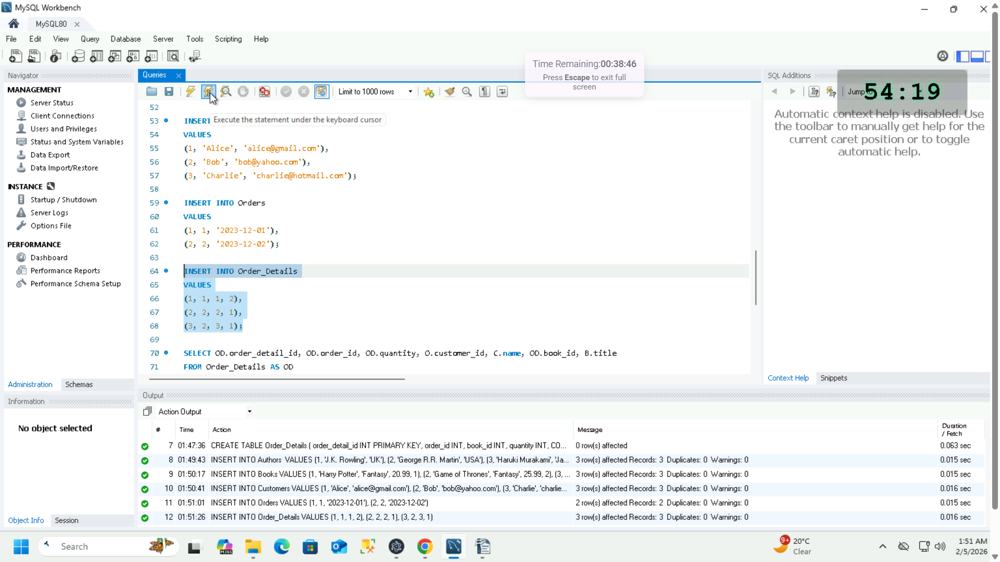 MySQL Workbench
MySQL80
File Edit View Query Database Server Tools Scripting Help
Time Remaining:00:38:46
Press Escape to exit full
screen
Navigator
MANAGEMENT
Server Status
Client Connections
Users and Privileges
Status and System Variables
Data Export
Data Import/Restore
INSTANCE
Startup / Shutdown
Server Logs
Options File
PERFORMANCE
Dashboard
Performance Reports
Performance Schema Setup
Administration Schemas
Information
No object selected
Object Info Session
Queries
Limit to 1000 rows
Execute the statement under the keyboard cursor
52
53 INSERT
54 VALUES
55 (1, 'Alice', 'alice@gmail.com'),
56 (2, 'Bob', 'bob@yahoo.com'),
57 (3, 'Charlie', 'charlie@hotmail.com');
58
59 INSERT INTO Orders
60 VALUES
61 (1, 1, '2023-12-01'),
62 (2, 2, '2023-12-02');
63
64 INSERT INTO Order_Details
65 VALUES
66 (1, 1, 1, 2),
67 (2, 2, 2, 1),
68 (3, 2, 3, 1);
69
70 SELECT OD.order_detail_id, OD.order_id, OD.quantity, O.customer_id, C.name, OD.book_id, B.title
71 FROM Order_Details AS OD
SQL Additions
Jump
54:19
Automatic context help is disabled. Use
the toolbar to manually get help for the
current caret position or to toggle
automatic help.
Context Help Snippets
Output
Action Output
# Time Action Message Duration
/ Fetch
7 01:47:36 CREATE TABLE Order_Details ( order_detail_id INT PRIMARY KEY, order_id INT, book_id INT, quantity INT, CO... 0 row(s) affected 0.063 sec
8 01:49:43 INSERT INTO Authors VALUES (1, 'J.K. Rowling', 'UK'), (2, 'George R.R. Martin', 'USA'), (3, 'Haruki Murakami', 'Ja... 3 row(s) affected Records: 3 Duplicates: 0 Warnings: 0 0.015 sec
9 01:50:17 INSERT INTO Books VALUES (1, 'Harry Potter', 'Fantasy', 20.99, 1), (2, 'Game of Thrones', 'Fantasy', 25.99, 2), (3, ... 3 row(s) affected Records: 3 Duplicates: 0 Warnings: 0 0.015 sec
10 01:50:41 INSERT INTO Customers VALUES (1, 'Alice', 'alice@gmail.com'), (2, 'Bob', 'bob@yahoo.com'), (3, 'Charlie', 'charlie... 3 row(s) affected Records: 3 Duplicates: 0 Warnings: 0 0.016 sec
11 01:51:01 INSERT INTO Orders VALUES (1, 1, '2023-12-01'), (2, 2, '2023-12-02') 2 row(s) affected Records: 2 Duplicates: 0 Warnings: 0 0.015 sec
12 01:51:26 INSERT INTO Order_Details VALUES (1, 1, 1, 2), (2, 2, 2, 1), (3, 2, 3, 1) 3 row(s) affected Records: 3 Duplicates: 0 Warnings: 0 0.016 sec
Search
M365
9+
20°C
Clear
1:51 AM
2/5/2026